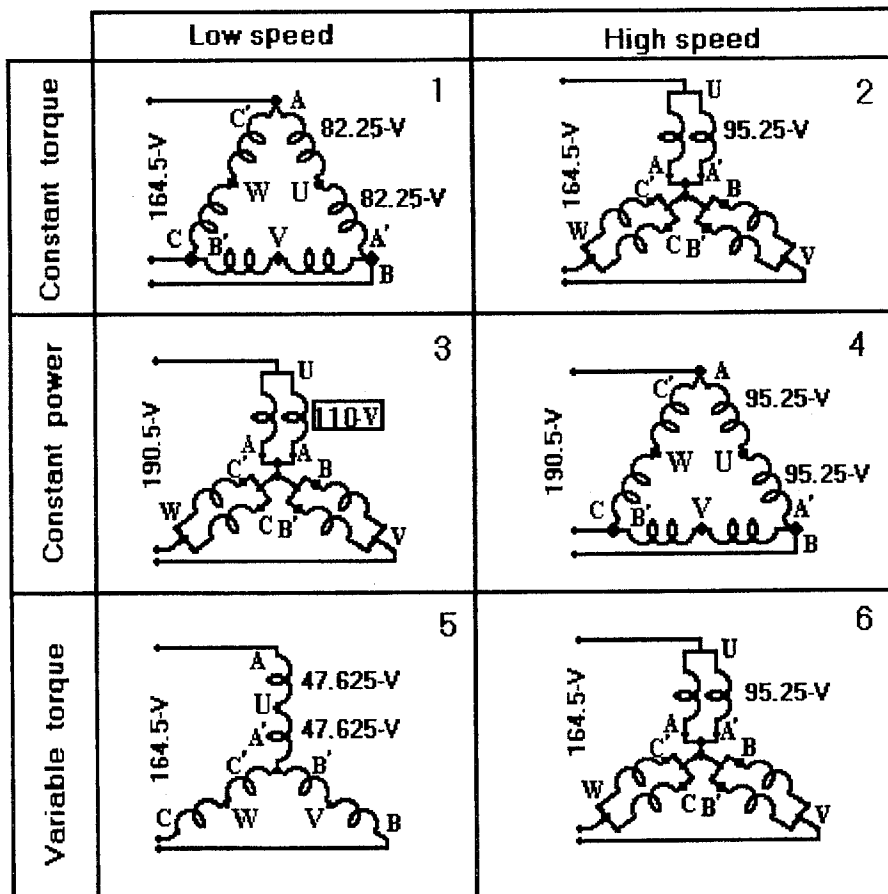 Low speed
High speed
Constant torque
1
164.5-V
A
C'
82.25-V
W
U
82.25-V
C
B'
V
A'
B
2
164.5-V
U
95.25-V
A
A'
C'
B
W
C
B'
V
Constant power
3
190.5-V
U
110-V
A
A
C'
B
W
C
B'
V
4
190.5-V
A
C'
95.25-V
W
U
95.25-V
C
B'
V
A'
B
Variable torque
5
164.5-V
A
47.625-V
U
A'
47.625-V
C'
B'
C
W
V
B
6
164.5-V
U
95.25-V
A
A'
C'
B
W
C
B'
V